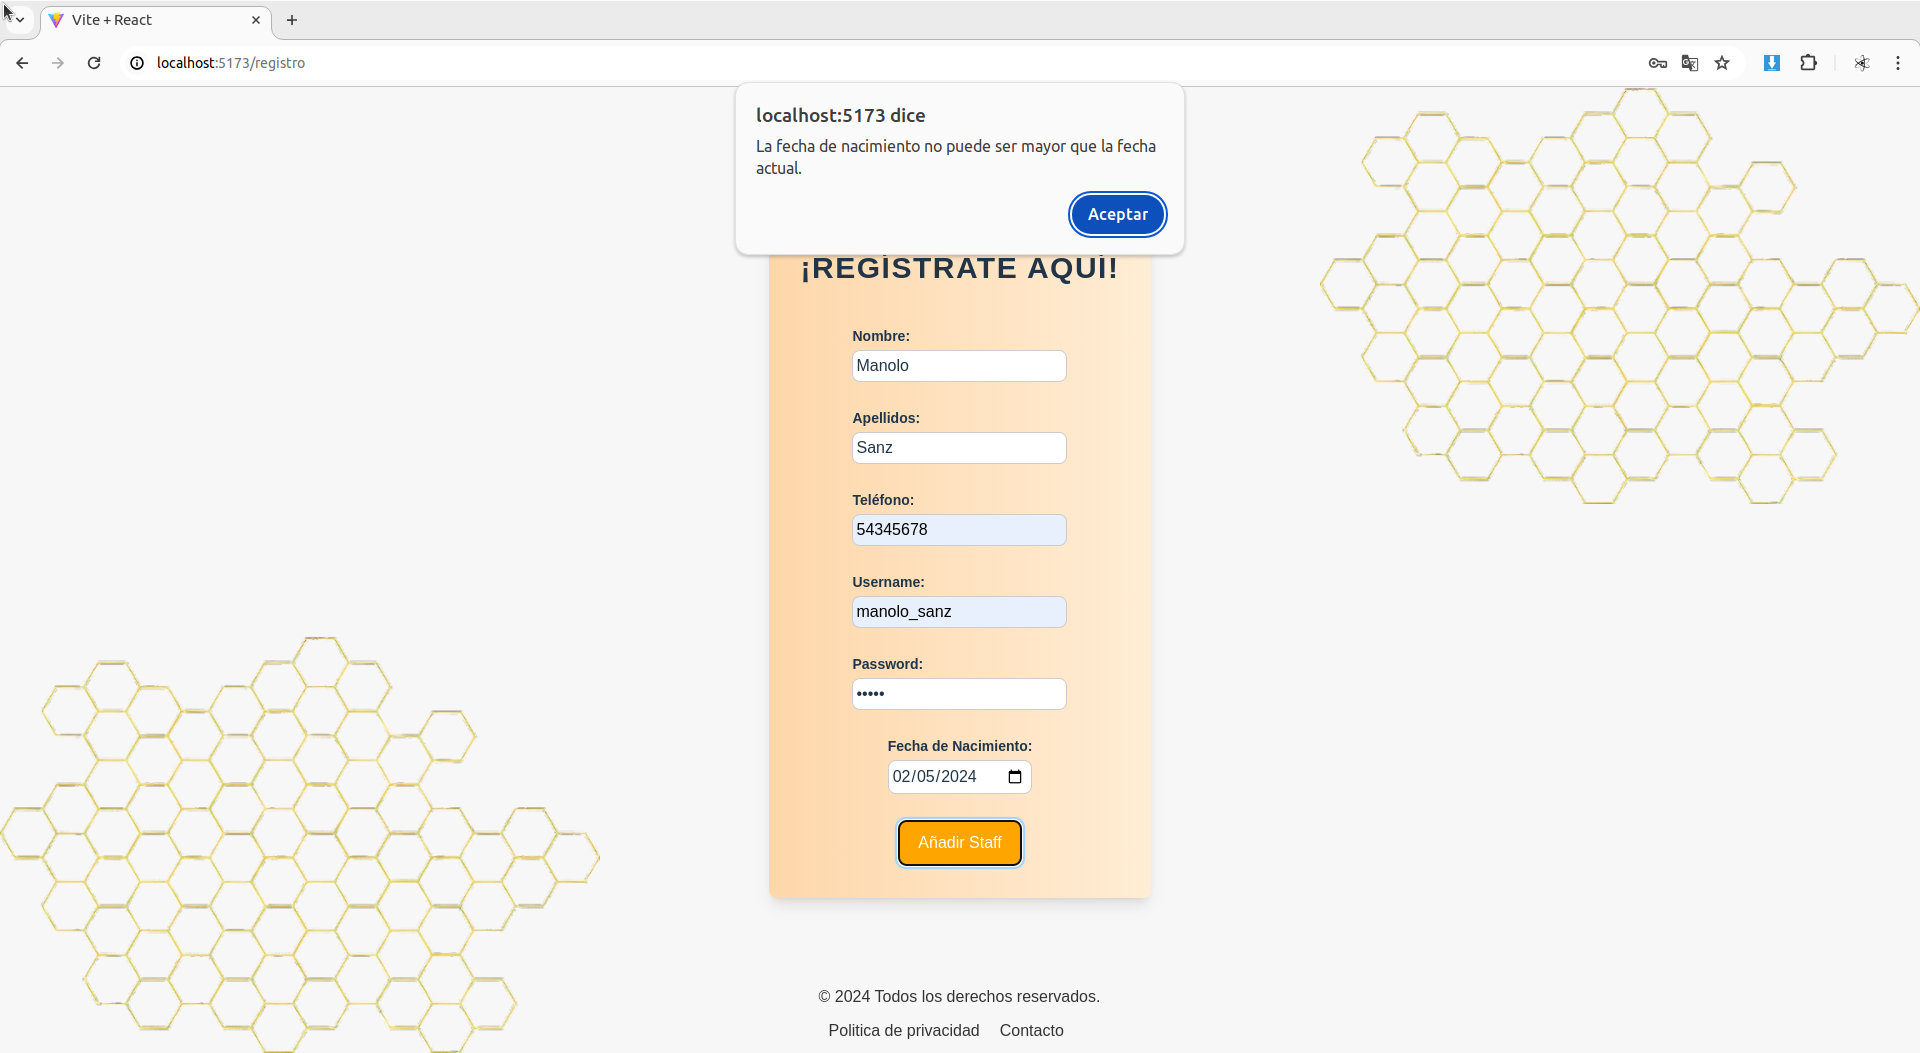 Vite + React
localhost:5173/registro
localhost:5173 dice
La fecha de nacimiento no puede ser mayor que la fecha
actual.
Aceptar
¡REGÍSTRATE AQUÍ!
Nombre:
Manolo
Apellidos:
Sanz
Teléfono:
54345678
Username:
manolo_sanz
Password:
•••••
Fecha de Nacimiento:
02/05/2024
Añadir Staff
© 2024 Todos los derechos reservados.
Politica de privacidad Contacto